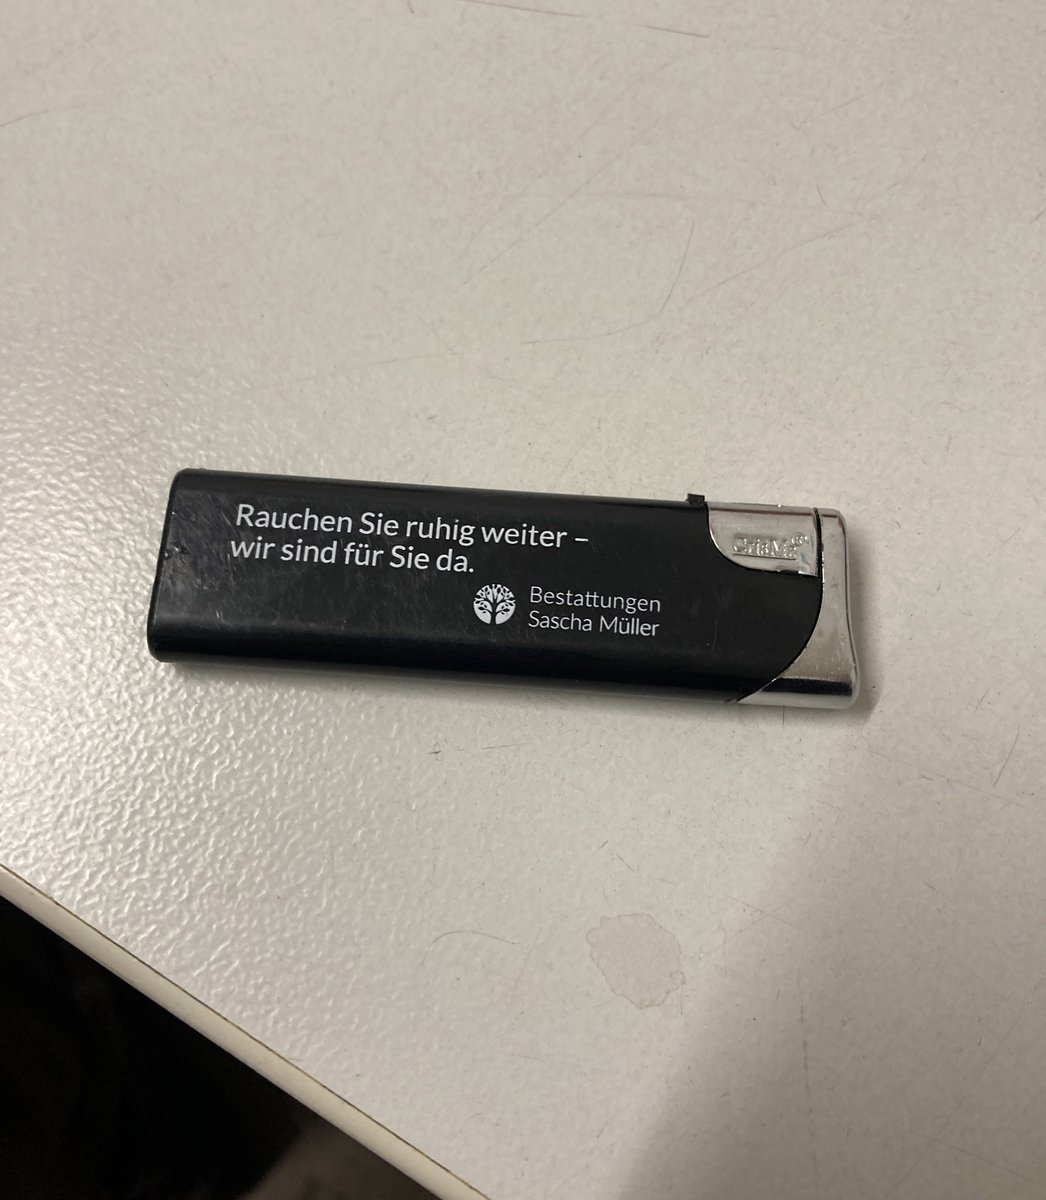 Rauchen Sie ruhig weiter –
wir sind für Sie da.
Bestattungen
Sascha Müller